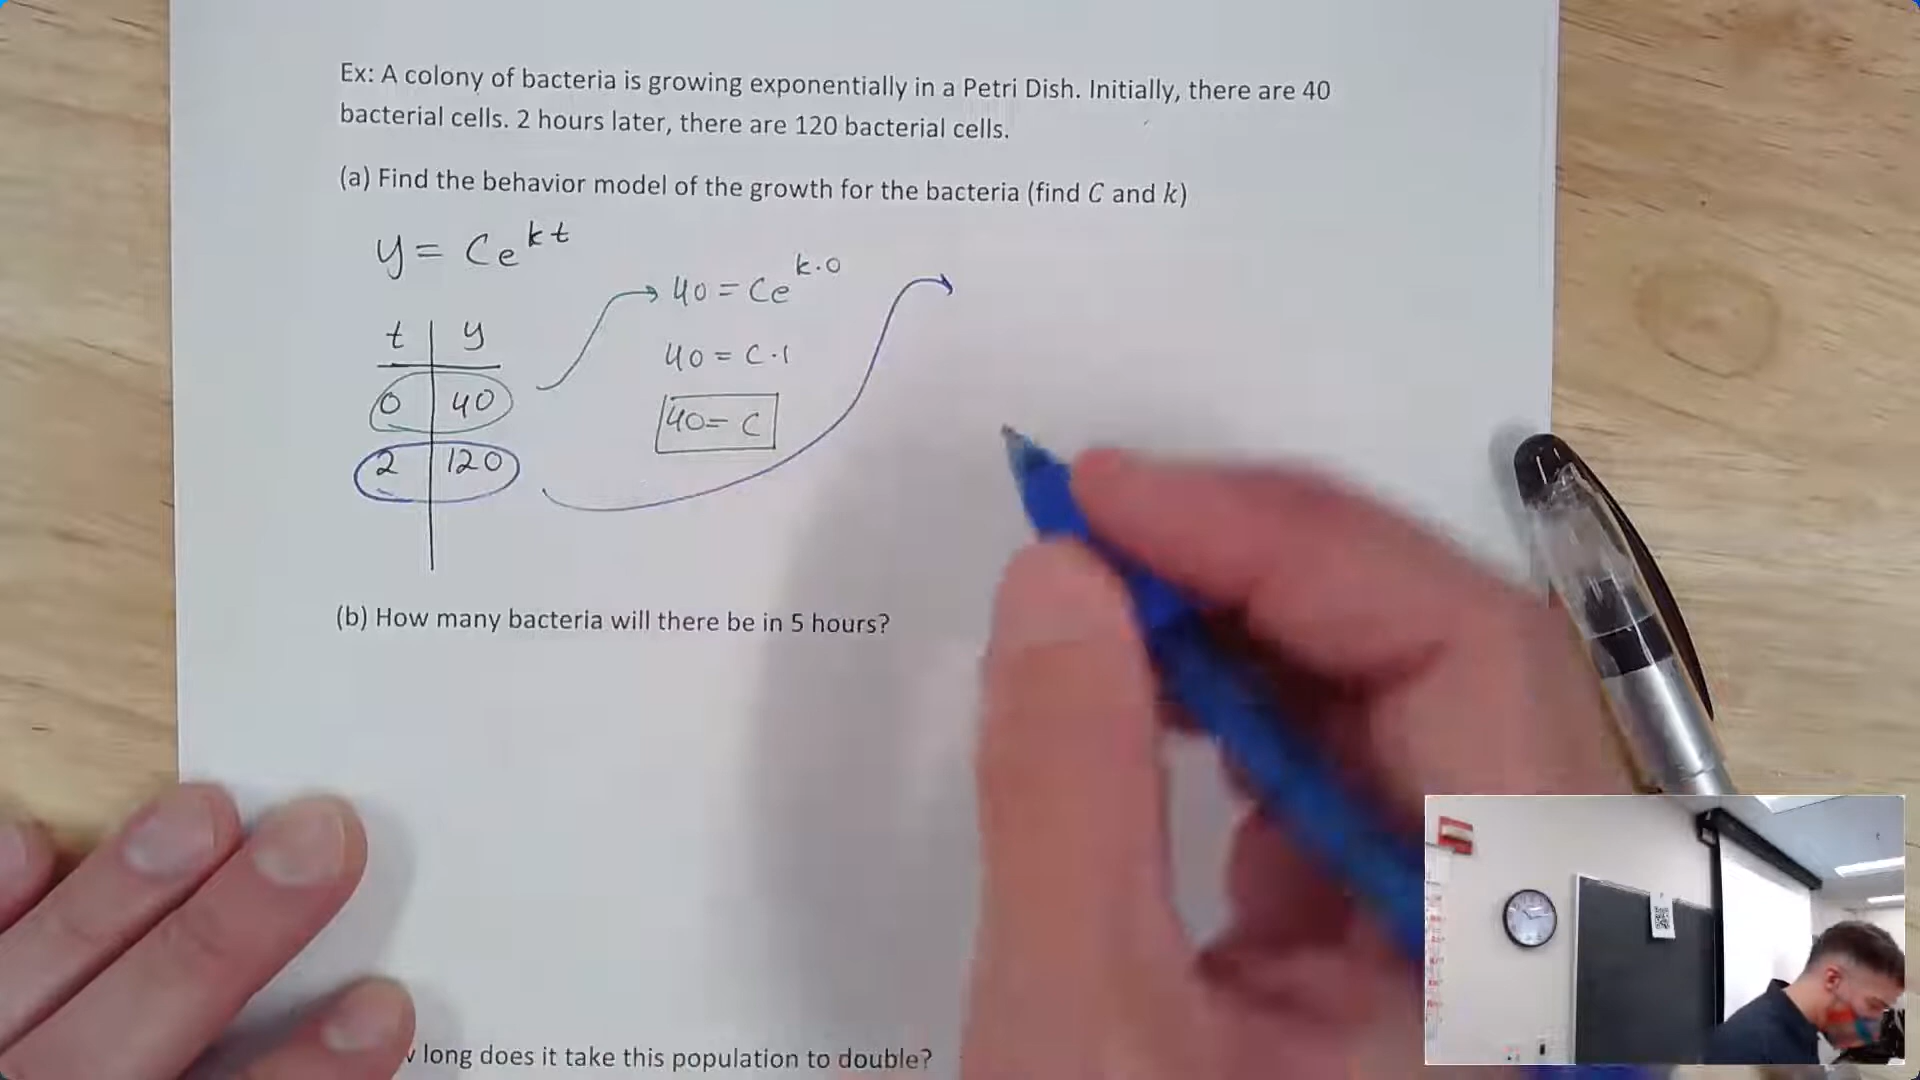 Ex: A colony of bacteria is growing exponentially in a Petri Dish. Initially, there are 40
bacterial cells. 2 hours later, there are 120 bacterial cells.
(a) Find the behavior model of the growth for the bacteria (find C and k)
y = Ce^kt
t y
0 40
2 120
40 = Ce^k·0
40 = C·1
40 = C
(b) How many bacteria will there be in 5 hours?
long does it take this population to double?